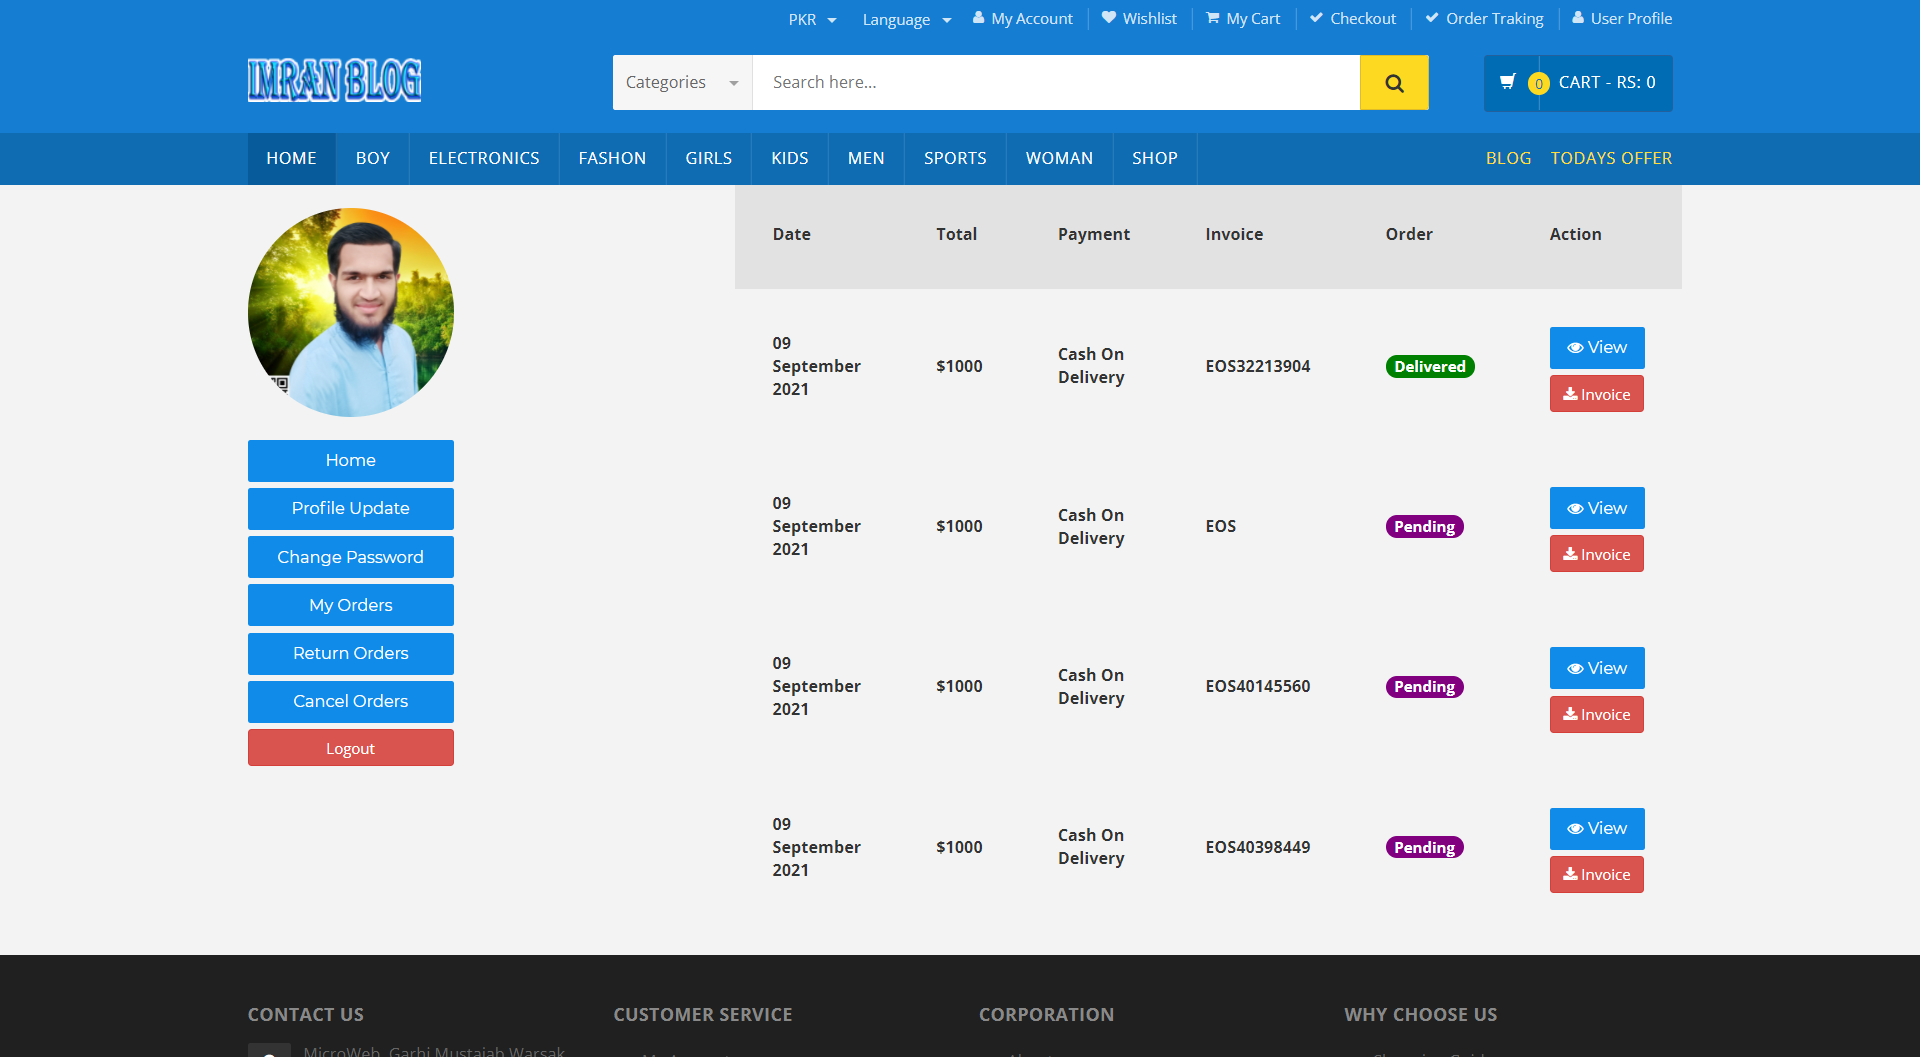 PKR
Language
My Account
Wishlist
My Cart
Checkout
Order Traking
User Profile
IMRAN BLOG
Categories
Search here...
0
CART - RS: 0
HOME
BOY
ELECTRONICS
FASHON
GIRLS
KIDS
MEN
SPORTS
WOMAN
SHOP
BLOG
TODAYS OFFER
Home
Profile Update
Change Password
My Orders
Return Orders
Cancel Orders
Logout
Date
Total
Payment
Invoice
Order
Action
09
September
2021
$1000
Cash On
Delivery
EOS32213904
Delivered
View
Invoice
09
September
2021
$1000
Cash On
Delivery
EOS
Pending
View
Invoice
09
September
2021
$1000
Cash On
Delivery
EOS40145560
Pending
View
Invoice
09
September
2021
$1000
Cash On
Delivery
EOS40398449
Pending
View
Invoice
CONTACT US
MicroWeb, Garhi Mustajab Warsak
CUSTOMER SERVICE
CORPORATION
WHY CHOOSE US